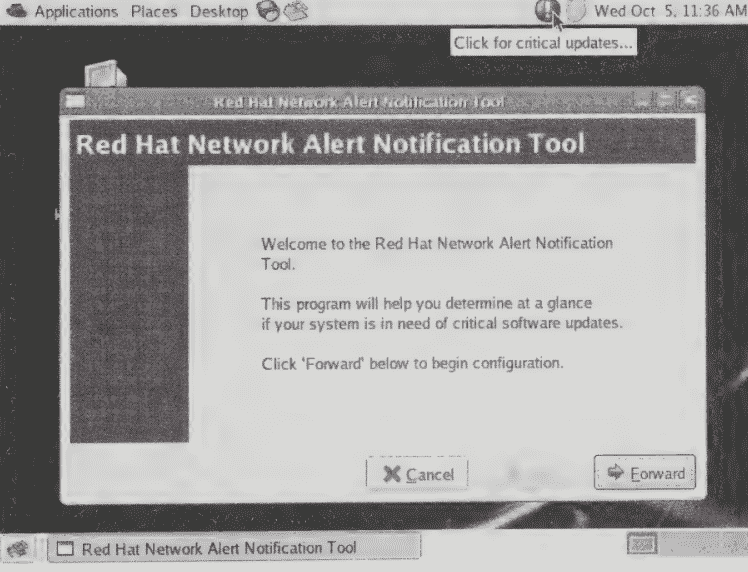 Applications Places Desktop
Wed Oct 5, 11:36 AM
Click for critical updates...
Red Hat Network Alert Notification Tool
Red Hat Network Alert Notification Tool
Welcome to the Red Hat Network Alert Notification
Tool.
This program will help you determine at a glance
if your system is in need of critical software updates.
Click 'Forward' below to begin configuration.
Cancel
Forward
Red Hat Network Alert Notification Tool